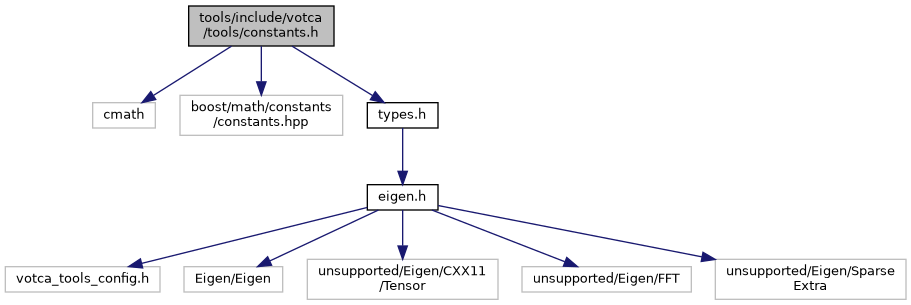 tools/include/votca
/tools/constants.h
cmath
boost/math/constants
/constants.hpp
types.h
eigen.h
votca_tools_config.h
Eigen/Eigen
unsupported/Eigen/CXX11
/Tensor
unsupported/Eigen/FFT
unsupported/Eigen/Sparse
Extra